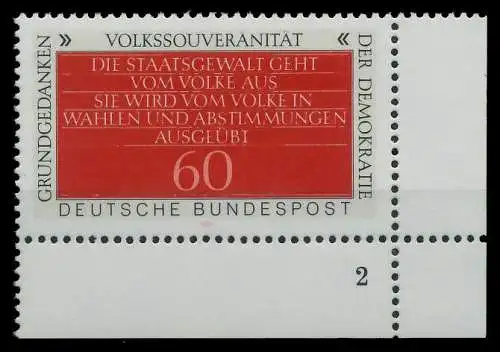 » VOLKSSOUVERANITÄT «
GRUNDGEDANKEN
DER DEMOKRATIE
DIE STAATSGEWALT GEHT
VOM VOLKE AUS
SIE WIRD VOM VOLKE IN
WAHLEN UND ABSTIMMUNGEN
AUSGEÜBT
60
DEUTSCHE BUNDESPOST
2